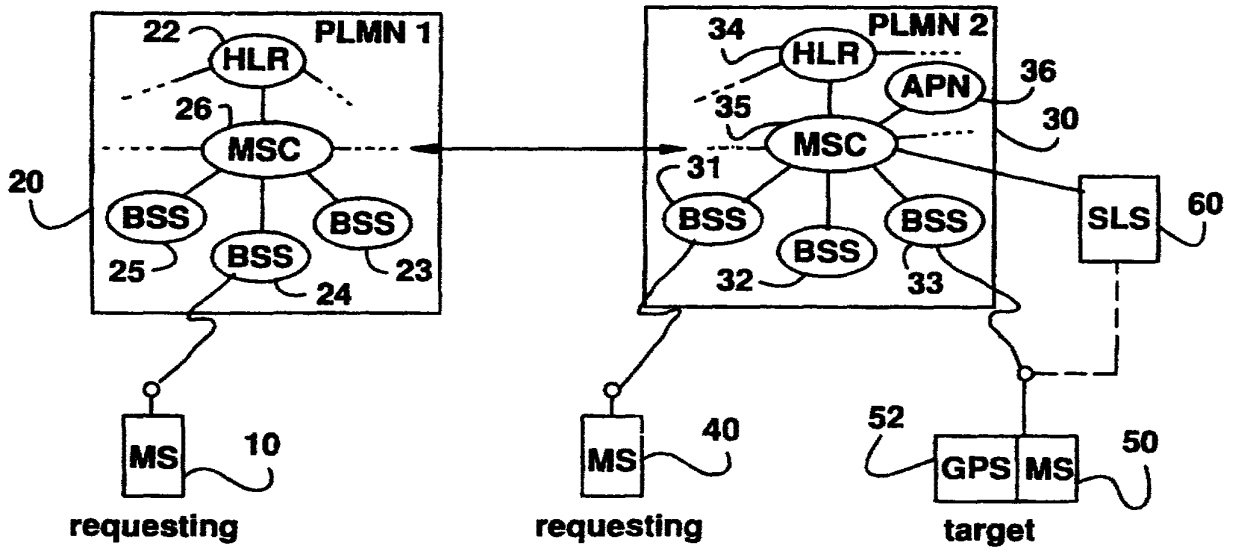 22 PLMN 1
HLR
26
MSC
20
BSS BSS
25 BSS 23
24
MS 10
requesting
34 PLMN 2
HLR
APN 36
35
30
MSC
31
BSS BSS
BSS
32 33
SLS 60
MS 40
requesting
52
GPS MS 50
target